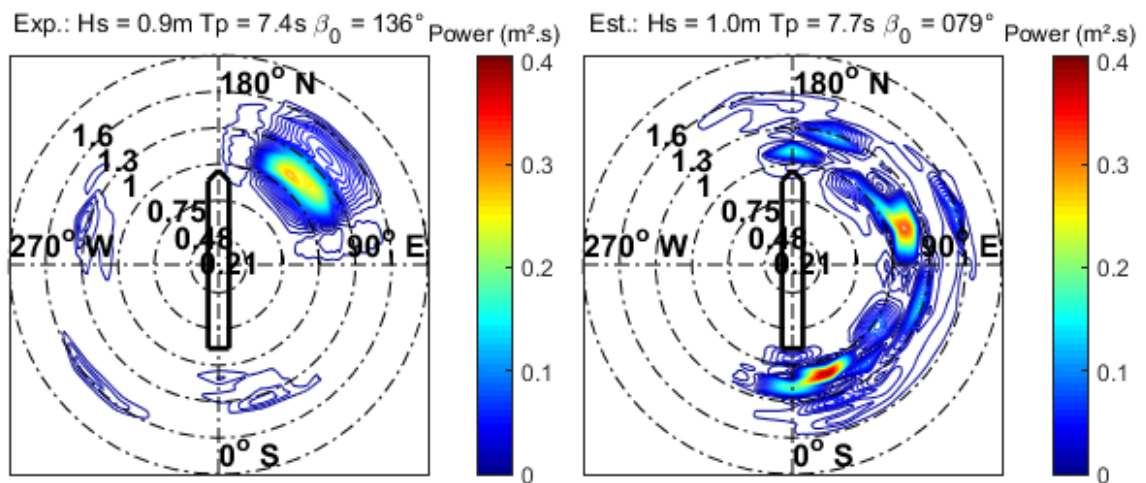 Exp.: Hs = 0.9m Tp = 7.4s β₀ = 136° Power (m².s)
180° N
1.6
1.3
1
0.75
0.48
0.21
270° W
90° E
0° S
0.4
0.3
0.2
0.1
0
Est.: Hs = 1.0m Tp = 7.7s β₀ = 079° Power (m².s)
180° N
1.6
1.3
1
0.75
0.48
0.21
270° W
90° E
0° S
0.4
0.3
0.2
0.1
0